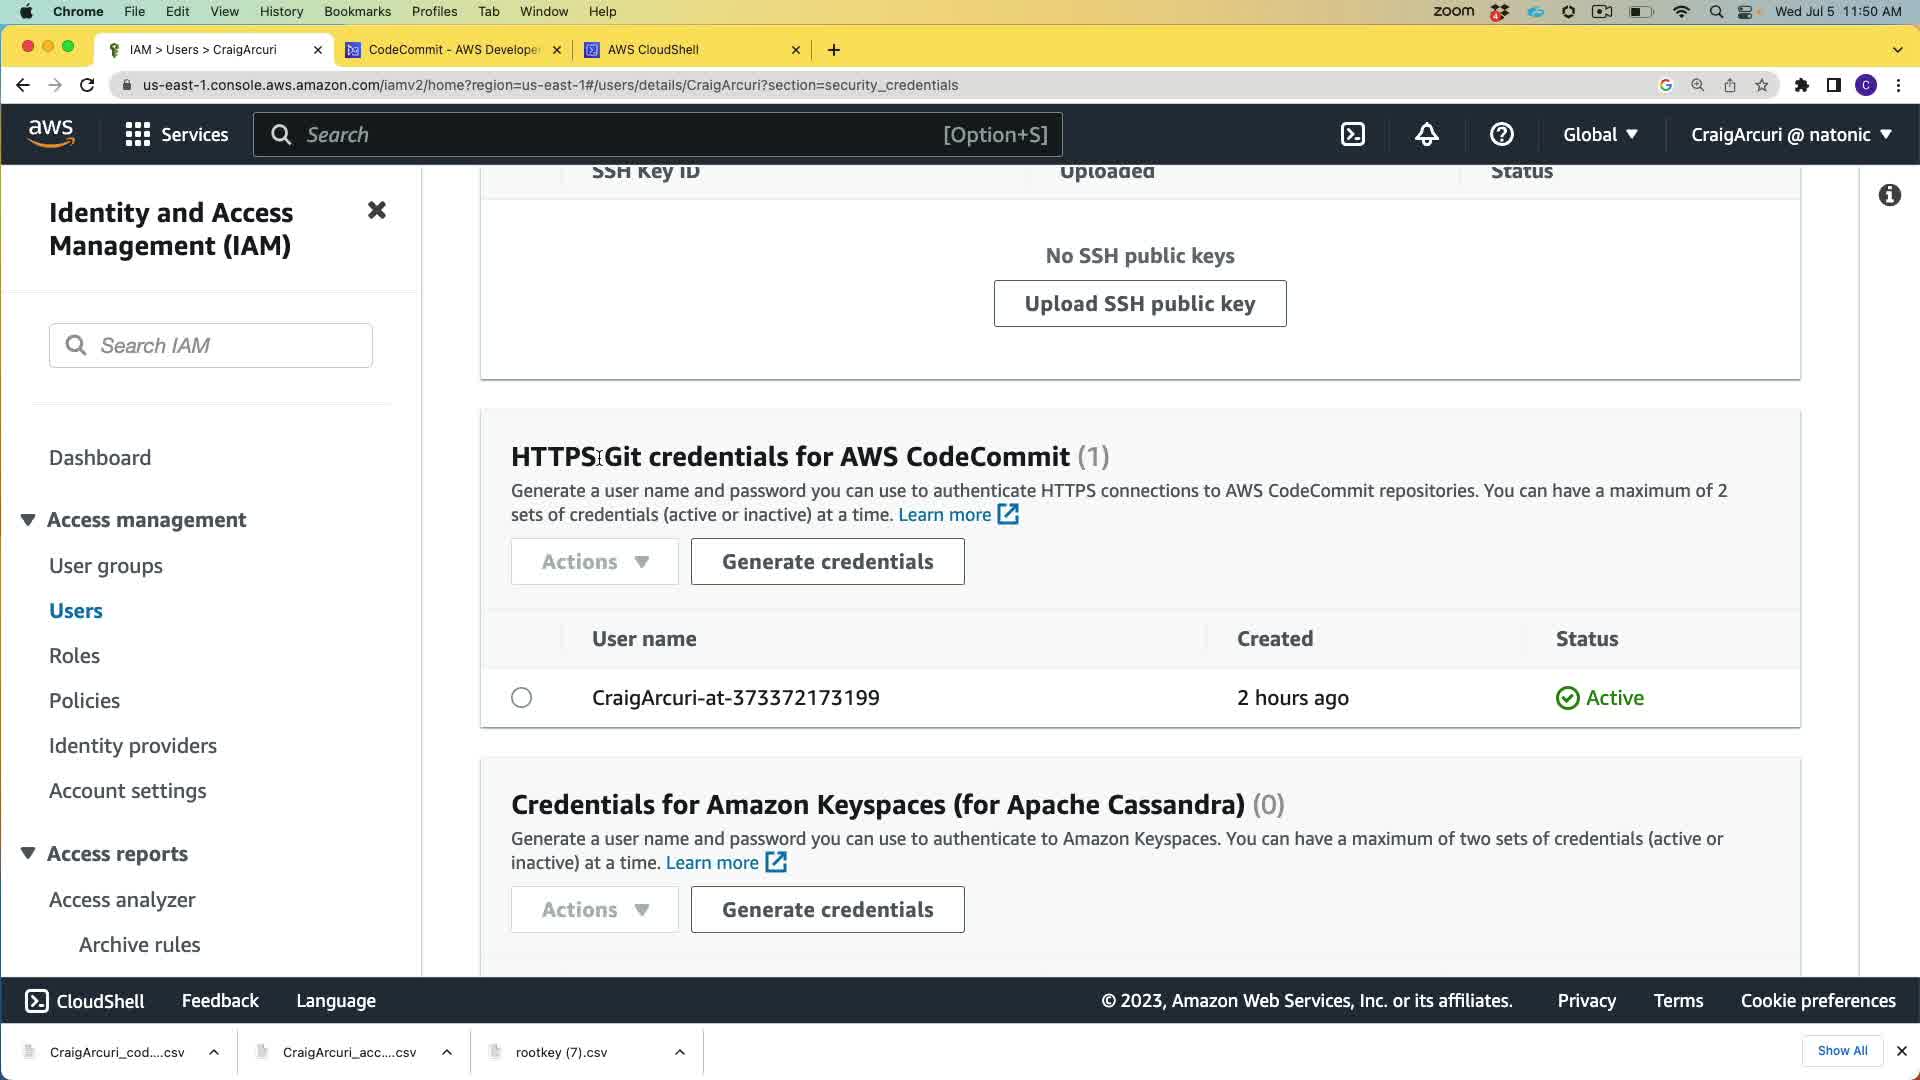 Chrome File Edit View History Bookmarks Profiles Tab Window Help zoom 4 Wed Jul 5 11:50 AM
IAM > Users > CraigArcuri CodeCommit - AWS Develope AWS CloudShell
us-east-1.console.aws.amazon.com/iamv2/home?region=us-east-1#/users/details/CraigArcuri?section=security_credentials C
aws Services Search [Option+S] Global CraigArcuri @ natonic
SSH Key ID Uploaded Status
Identity and Access
Management (IAM)
No SSH public keys
Upload SSH public key
Search IAM
Dashboard
Access management
User groups
Users
Roles
Policies
Identity providers
Account settings
Access reports
Access analyzer
Archive rules
HTTPS Git credentials for AWS CodeCommit (1)
Generate a user name and password you can use to authenticate HTTPS connections to AWS CodeCommit repositories. You can have a maximum of 2
sets of credentials (active or inactive) at a time. Learn more
Actions Generate credentials
User name Created Status
CraigArcuri-at-373372173199 2 hours ago Active
Credentials for Amazon Keyspaces (for Apache Cassandra) (0)
Generate a user name and password you can use to authenticate to Amazon Keyspaces. You can have a maximum of two sets of credentials (active or
inactive) at a time. Learn more
Actions Generate credentials
CloudShell Feedback Language © 2023, Amazon Web Services, Inc. or its affiliates. Privacy Terms Cookie preferences
CraigArcuri_cod....csv CraigArcuri_acc....csv rootkey (7).csv Show All